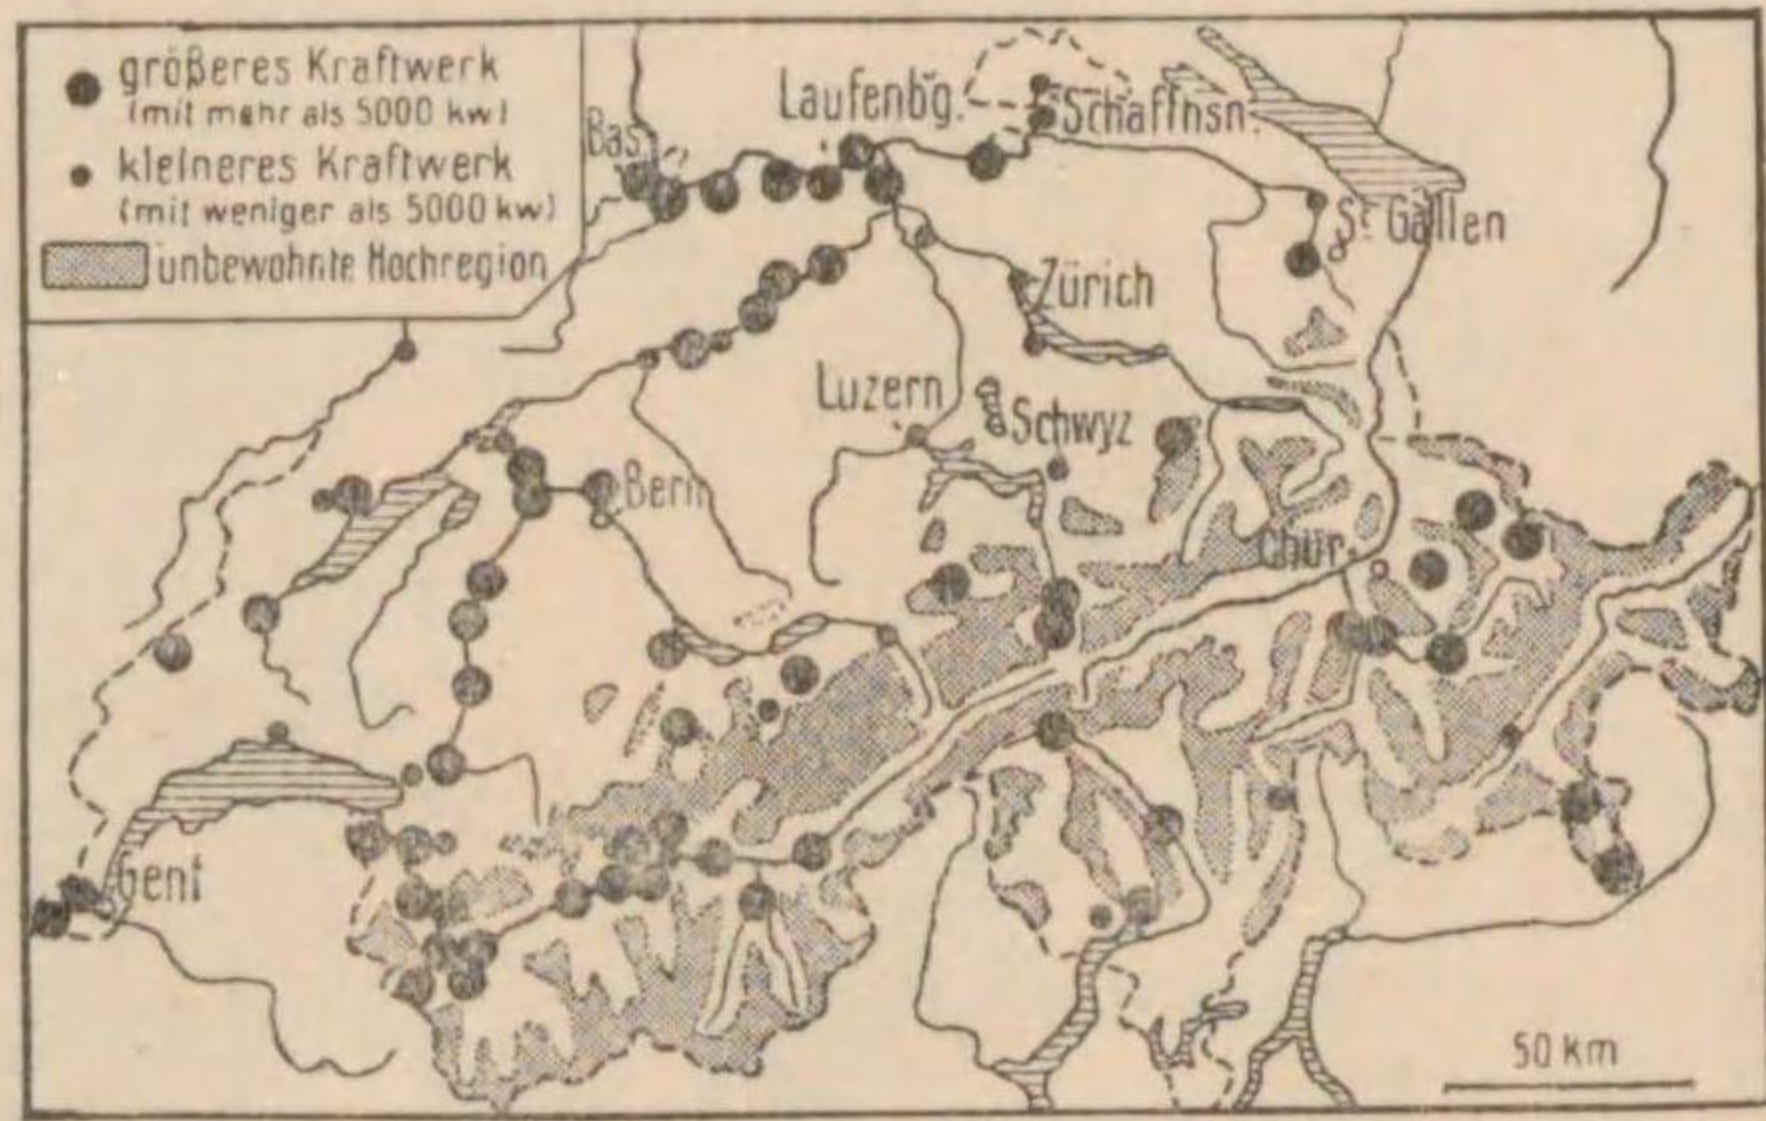 größeres Kraftwerk
(mit mehr als 5000 kw)
kleineres Kraftwerk
(mit weniger als 5000 kw)
unbewohnte Hochregion
Bas.
Laufenbg.
Schaffhsn.
St. Gallen
Zürich
Luzern
Schwyz
Bern
Chur
Genf
50 km